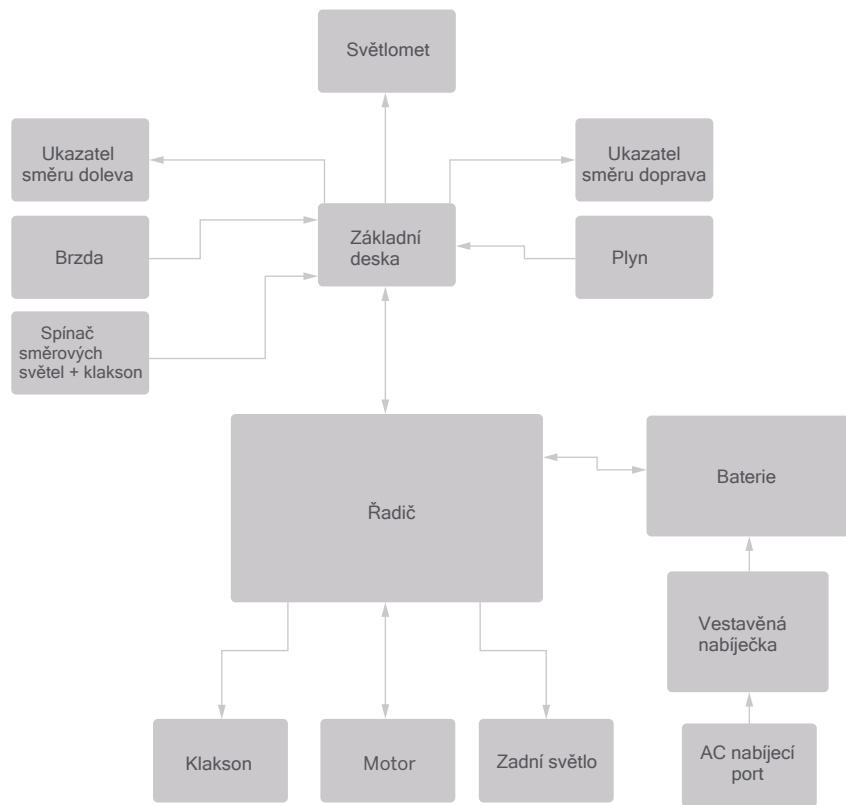 Světlomet
Ukazatel
směru doleva
Ukazatel
směru doprava
Brzda
Základní
deska
Plyn
Spínač
směrových
světel + klakson
Řadič
Baterie
Vestavěná
nabíječka
Klakson
Motor
Zadní světlo
AC nabíjecí
port